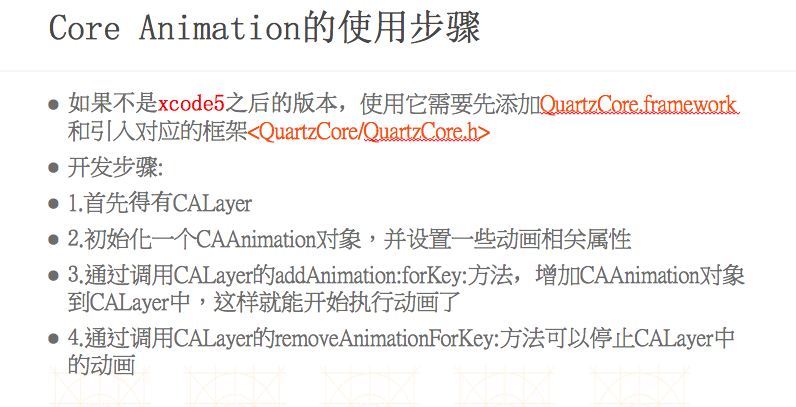 Core Animation的使用步骤
● 如果不是xcode5之后的版本，使用它需要先添加QuartzCore.framework
和引入对应的框架<QuartzCore/QuartzCore.h>
● 开发步骤:
● 1.首先得有CALayer
● 2.初始化一个CAAnimation对象，并设置一些动画相关属性
● 3.通过调用CALayer的addAnimation:forKey:方法，增加CAAnimation对象
到CALayer中，这样就能开始执行动画了
● 4.通过调用CALayer的removeAnimationForKey:方法可以停止CALayer中
的动画